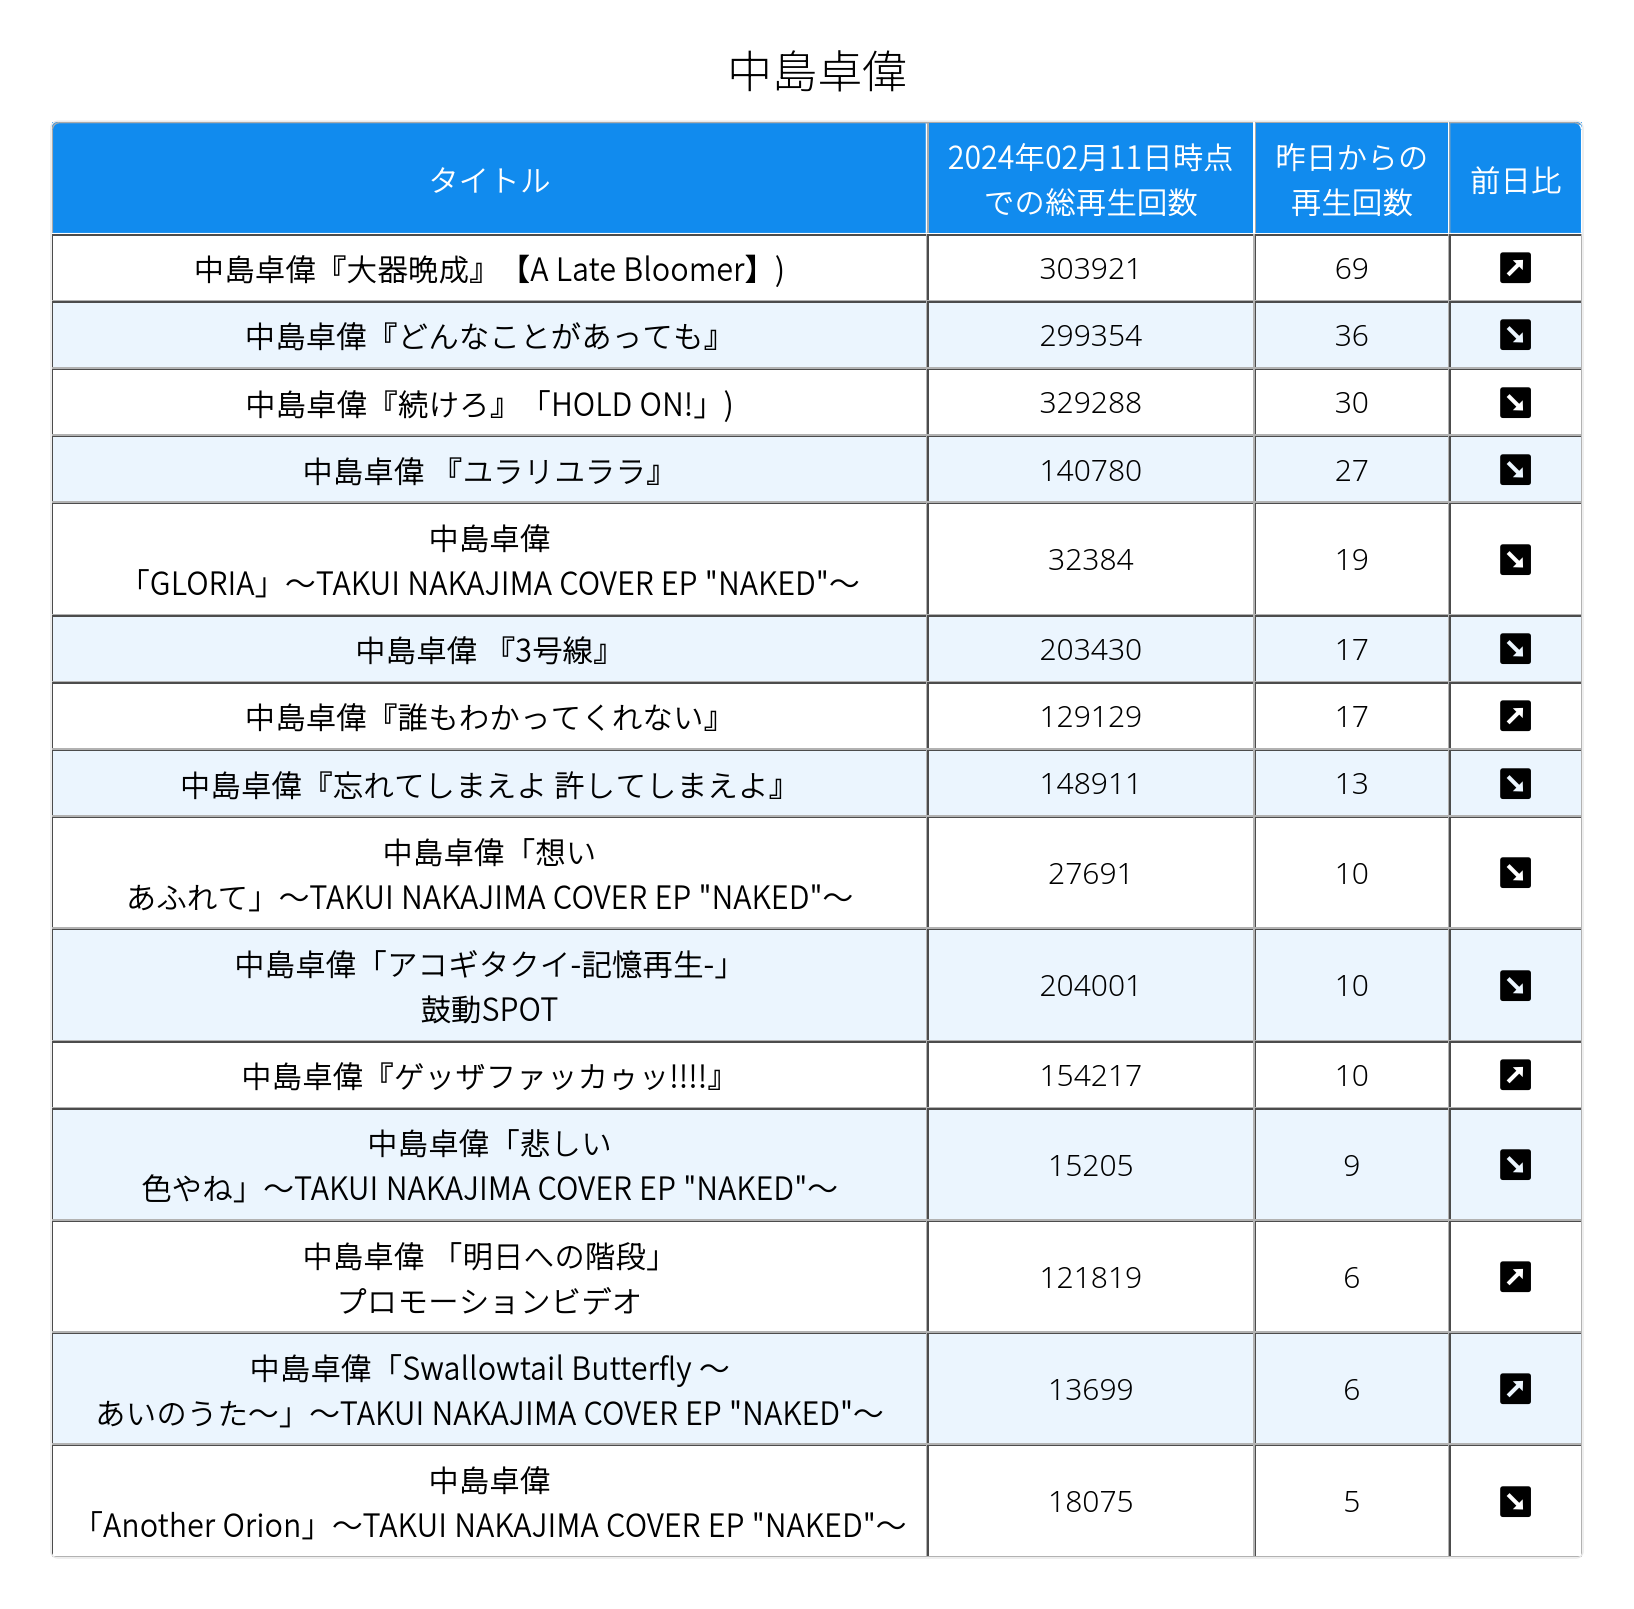 中島卓偉
タイトル
2024年02月11日時点
での総再生回数
昨日からの
再生回数
前日比
中島卓偉『大器晩成』【A Late Bloomer】)
303921
69
中島卓偉『どんなことがあっても』
299354
36
中島卓偉『続けろ』「HOLD ON!」)
329288
30
中島卓偉 『ユラリユララ』
140780
27
中島卓偉
「GLORIA」～TAKUI NAKAJIMA COVER EP "NAKED"～
32384
19
中島卓偉 『3号線』
203430
17
中島卓偉『誰もわかってくれない』
129129
17
中島卓偉『忘れてしまえよ 許してしまえよ』
148911
13
中島卓偉「想い
あふれて」～TAKUI NAKAJIMA COVER EP "NAKED"～
27691
10
中島卓偉「アコギタクイ-記憶再生-」
鼓動SPOT
204001
10
中島卓偉『ゲッザファッカゥッ!!!!』
154217
10
中島卓偉「悲しい
色やね」～TAKUI NAKAJIMA COVER EP "NAKED"～
15205
9
中島卓偉 「明日への階段」
プロモーションビデオ
121819
6
中島卓偉「Swallowtail Butterfly ～
あいのうた～」～TAKUI NAKAJIMA COVER EP "NAKED"～
13699
6
中島卓偉
「Another Orion」～TAKUI NAKAJIMA COVER EP "NAKED"～
18075
5